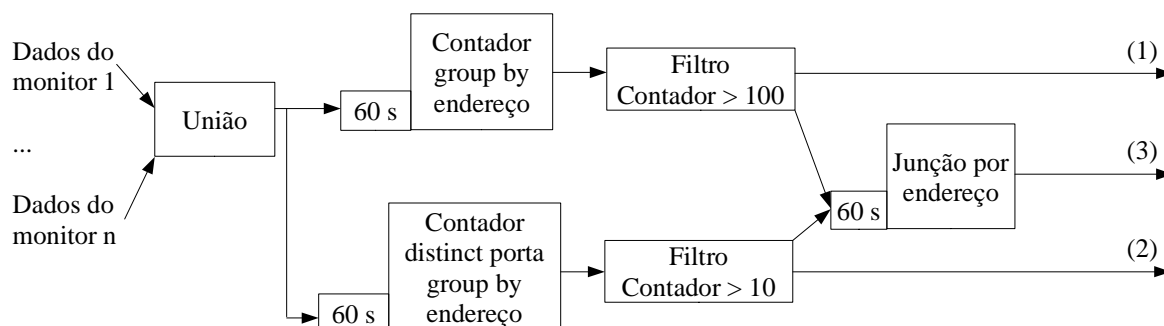 Dados do
monitor 1
...
Dados do
monitor n
União
60 s
Contador
group by
endereço
Filtro
Contador > 100
(1)
60 s
Junção por
endereço
(3)
60 s
Contador
distinct porta
group by
endereço
Filtro
Contador > 10
(2)